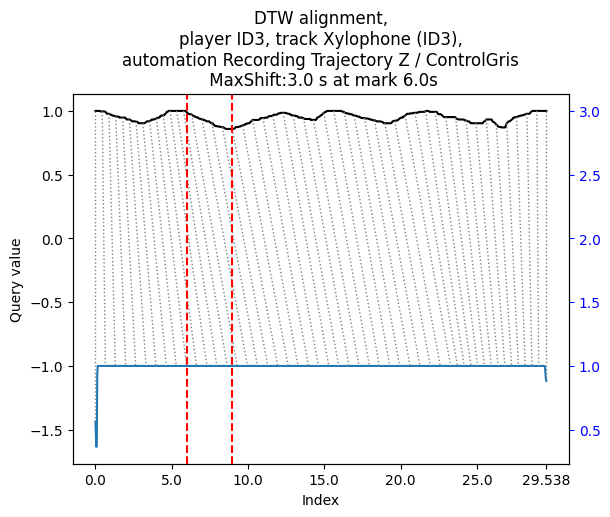 DTW alignment,
player ID3, track Xylophone (ID3),
automation Recording Trajectory Z / ControlGris
MaxShift:3.0 s at mark 6.0s
1.0
0.5
0.0
−0.5
−1.0
−1.5
Query value
3.0
2.5
2.0
1.5
1.0
0.5
0.0 5.0 10.0 15.0 20.0 25.0 29.538
Index